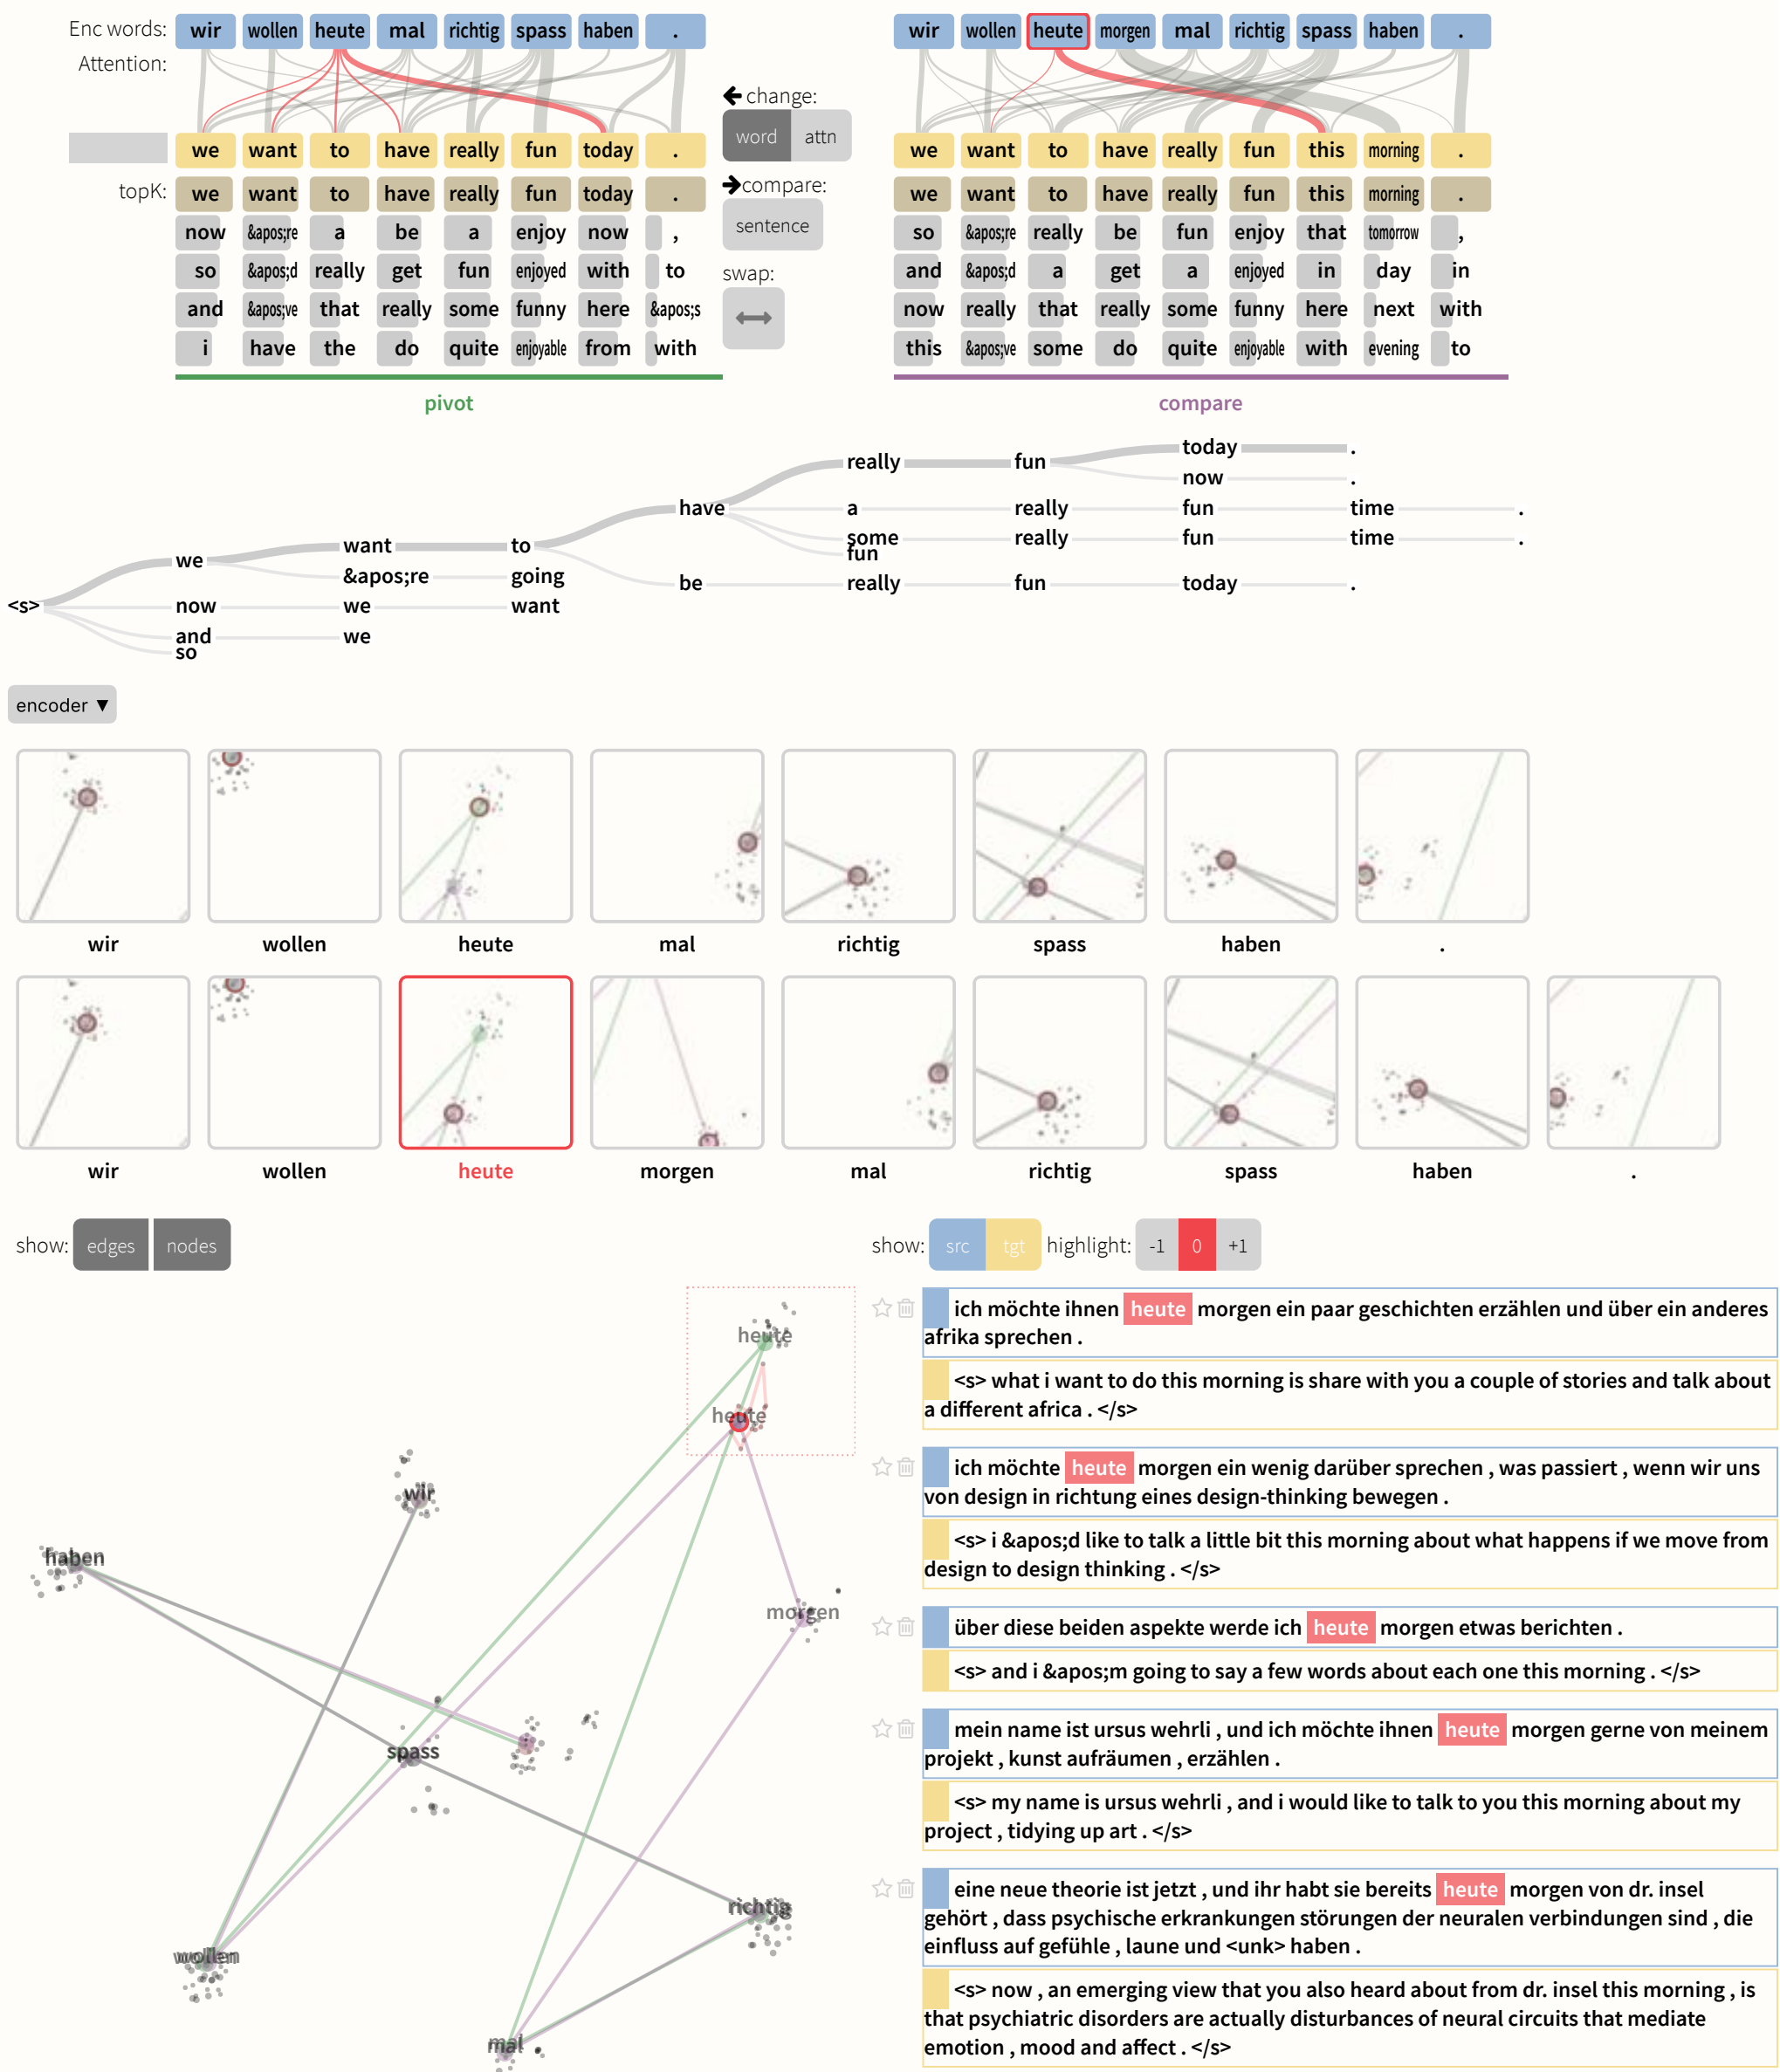 Enc words: wir wollen heute mal richtig spass haben .
Attention:
we want to have really fun today .
topK: we want to have really fun today .
now &apos;re a be a enjoy now ,
so &apos;d really get fun enjoyed with to
and &apos;ve that really some funny here &apos;s
i have the do quite enjoyable from with
pivot
change:
word attn
compare:
sentence
swap:
wir wollen heute morgen mal richtig spass haben .
we want to have really fun this morning .
we want to have really fun this morning .
so &apos;re really be fun enjoy that tomorrow ,
and &apos;d a get a enjoyed in day in
now really that really some funny here next with
this &apos;ve some do quite enjoyable with evening to
compare
today .
really fun
now .
have a really fun time .
some really fun time .
fun
want to
we
&apos;re going
be really fun today .
<s> now we want
and we
so
encoder ▼
wir wollen heute mal richtig spass haben .
wir wollen heute morgen mal richtig spass haben .
show: edges nodes
heute
heute
wir
haben
morgen
spass
richtig
wollen
mal
show: src tgt highlight: -1 0 +1
ich möchte ihnen heute morgen ein paar geschichten erzählen und über ein anderes
afrika sprechen .
<s> what i want to do this morning is share with you a couple of stories and talk about
a different africa . </s>
ich möchte heute morgen ein wenig darüber sprechen , was passiert , wenn wir uns
von design in richtung eines design-thinking bewegen .
<s> i &apos;d like to talk a little bit this morning about what happens if we move from
design to design thinking . </s>
über diese beiden aspekte werde ich heute morgen etwas berichten .
<s> and i &apos;m going to say a few words about each one this morning . </s>
mein name ist ursus wehrli , und ich möchte ihnen heute morgen gerne von meinem
projekt , kunst aufräumen , erzählen .
<s> my name is ursus wehrli , and i would like to talk to you this morning about my
project , tidying up art . </s>
eine neue theorie ist jetzt , und ihr habt sie bereits heute morgen von dr. insel
gehört , dass psychische erkrankungen störungen der neuralen verbindungen sind , die
einfluss auf gefühle , laune und <unk> haben .
<s> now , an emerging view that you also heard about from dr. insel this morning , is
that psychiatric disorders are actually disturbances of neural circuits that mediate
emotion , mood and affect . </s>